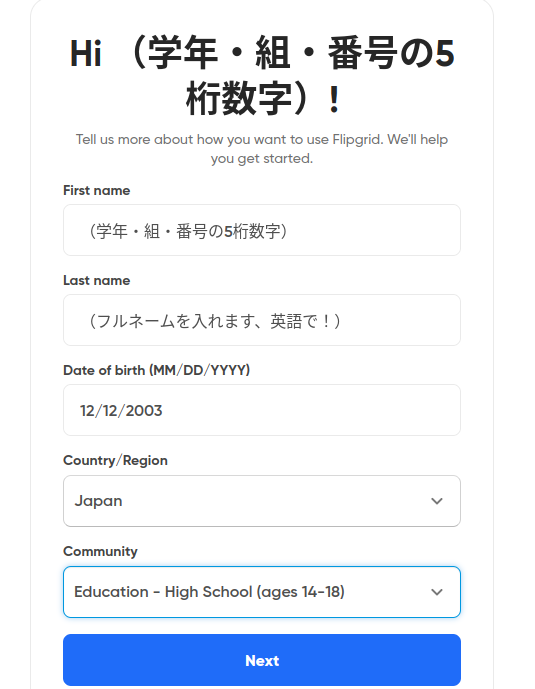 Hi （学年・組・番号の5
桁数字）!
Tell us more about how you want to use Flipgrid. We'll help
you get started.
First name
（学年・組・番号の5桁数字）
Last name
（フルネームを入れます、英語で！）
Date of birth (MM/DD/YYYY)
12/12/2003
Country/Region
Japan
Community
Education - High School (ages 14-18)
Next